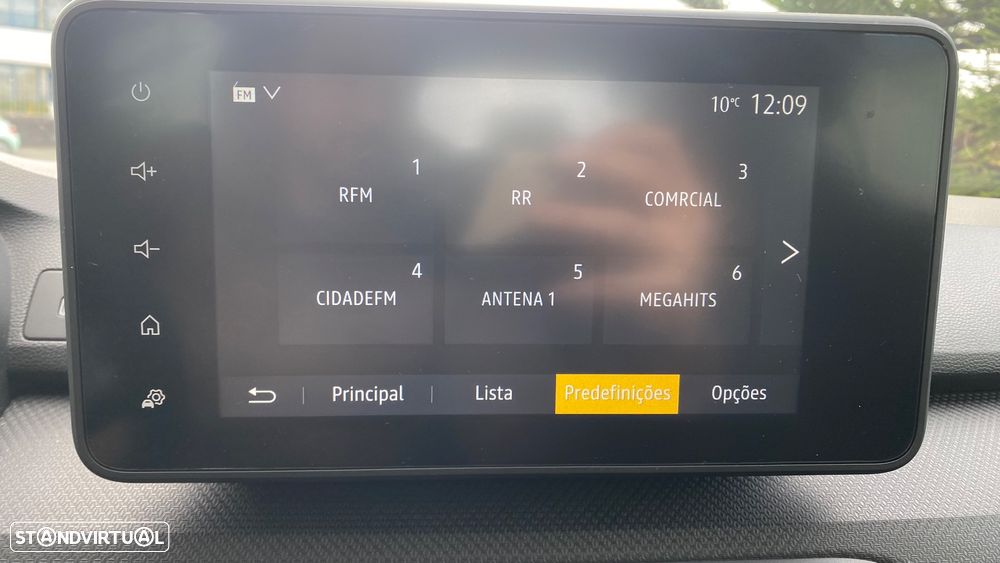 FM
10°C 12:09
1
RFM
2
RR
3
COMRCIAL
4
CIDADEFM
5
ANTENA 1
6
MEGAHITS
Principal
Lista
Predefinições
Opções
STANDVIRTUAL